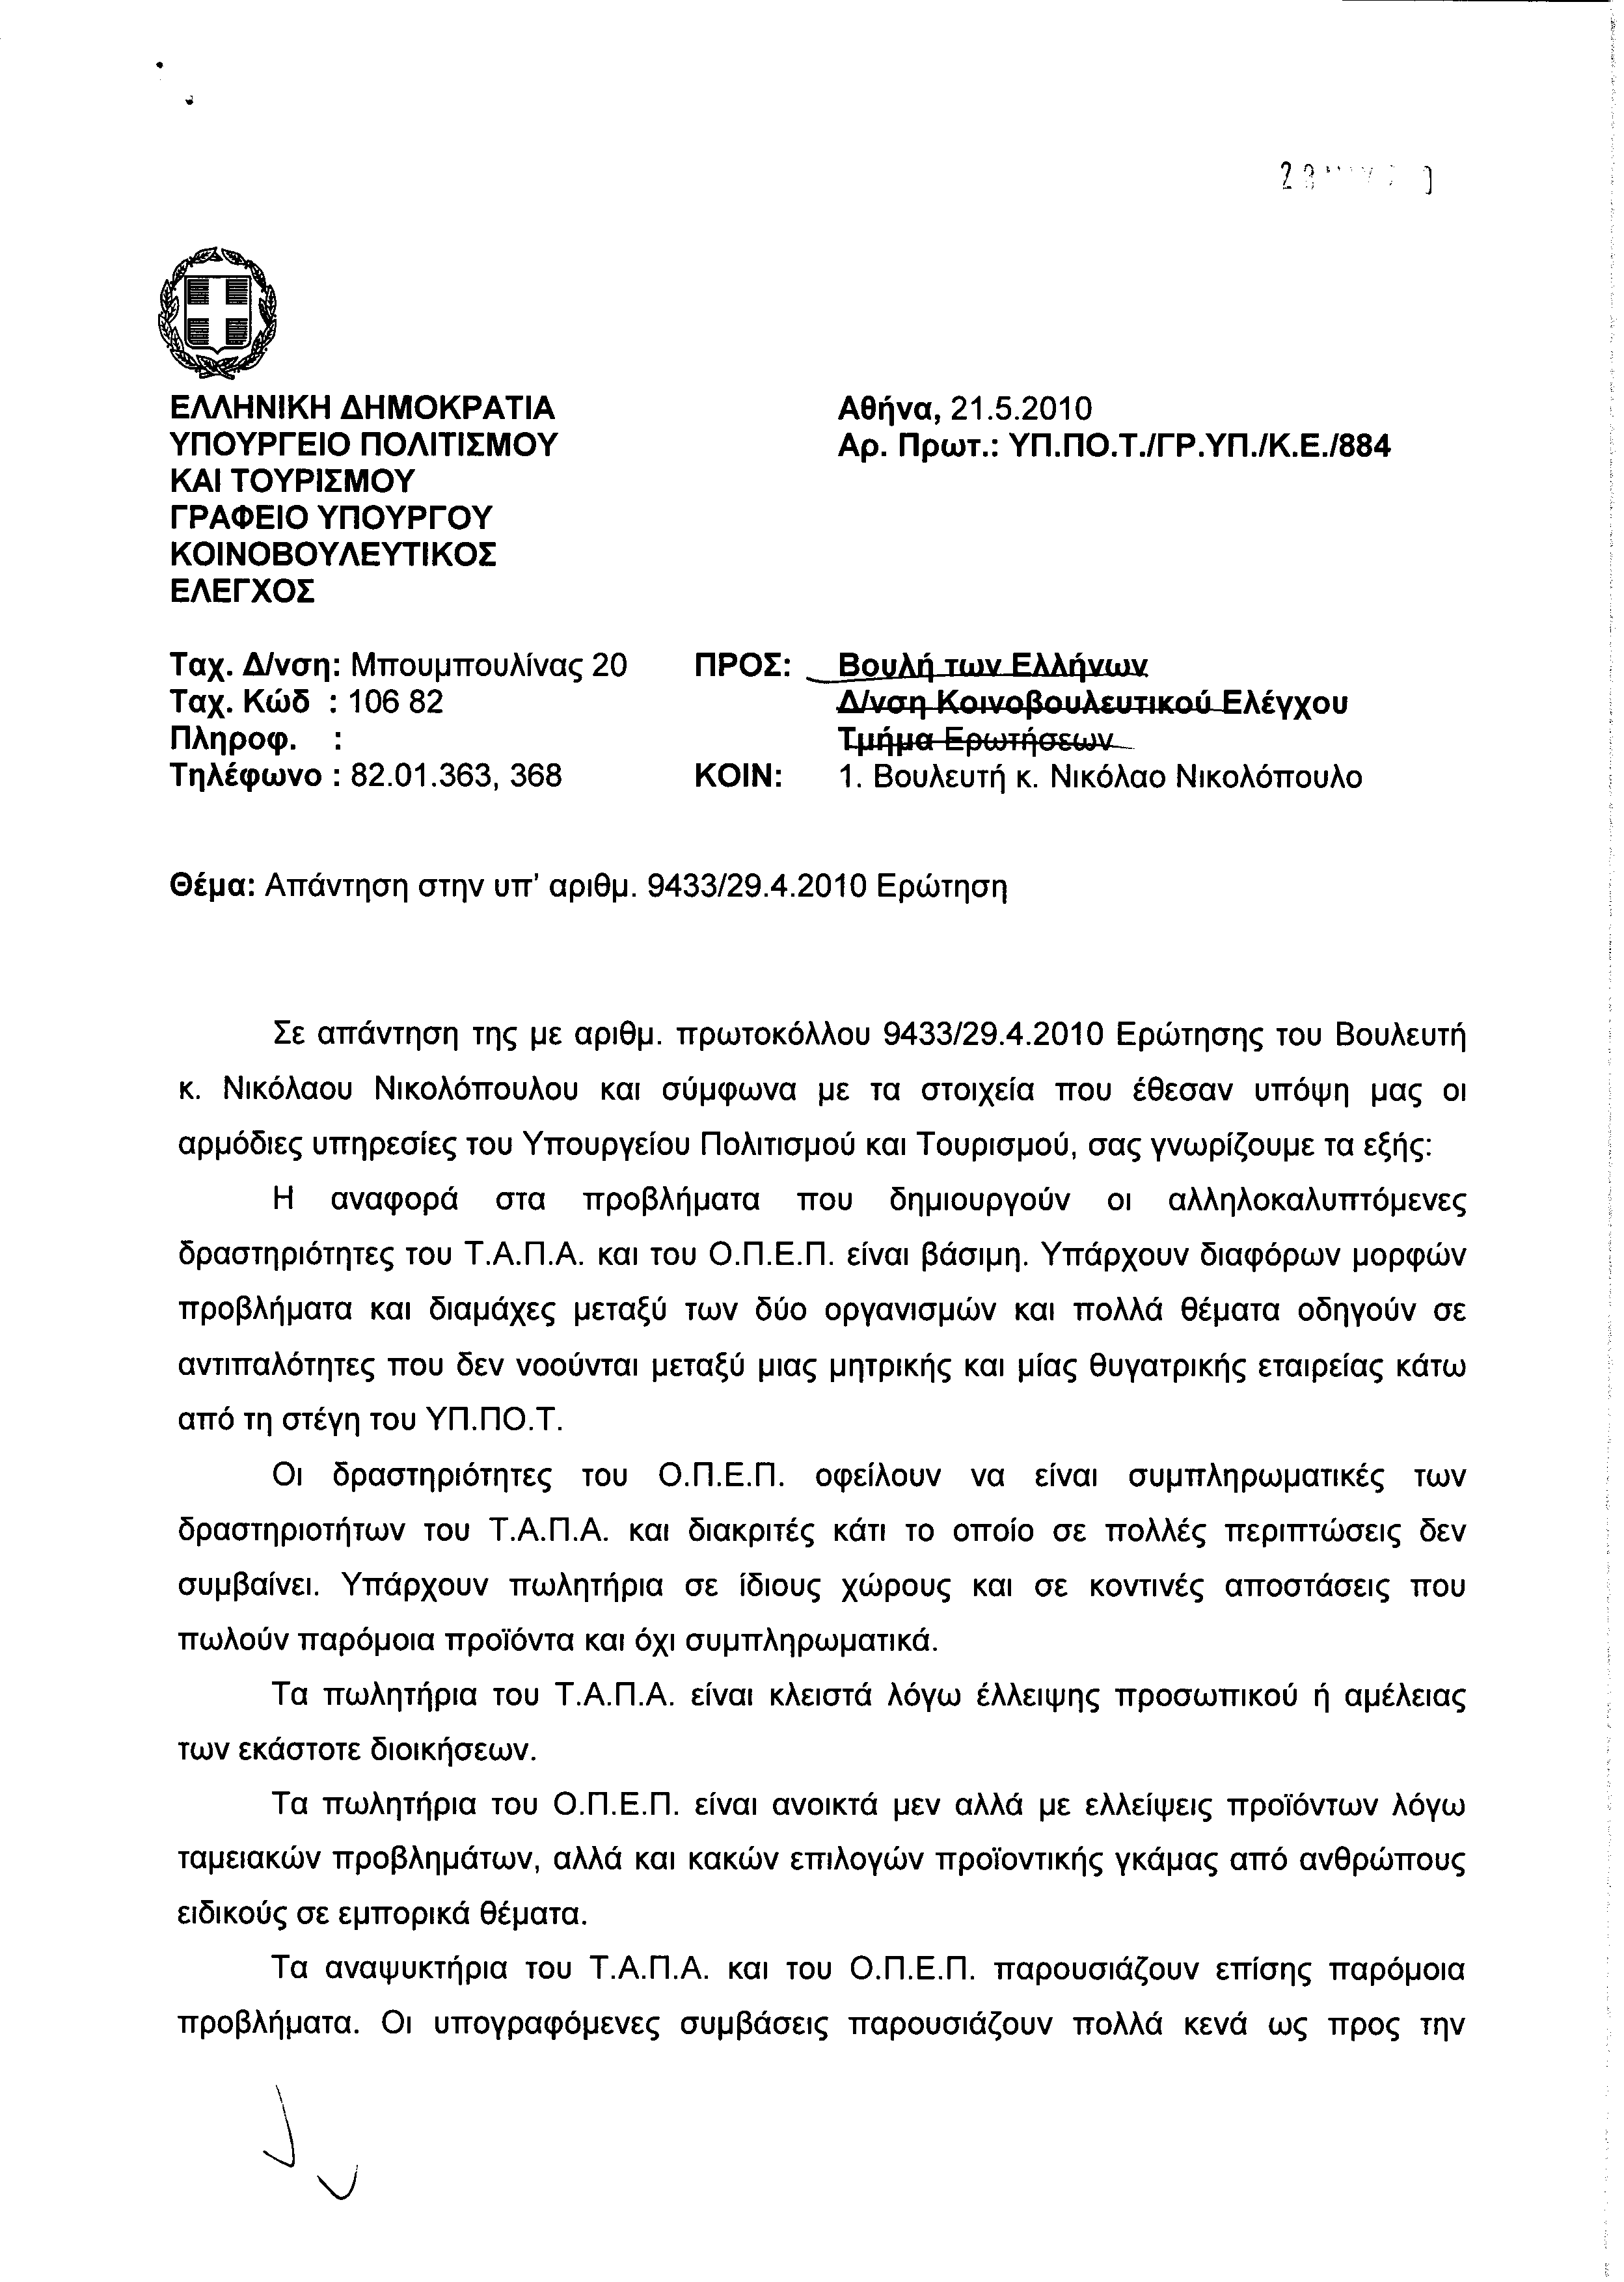 ΕΛΛΗΝΙΚΗ ΔΗΜΟΚΡΑΤΙΑ
ΥΠΟΥΡΓΕΙΟ ΠΟΛΙΤΙΣΜΟΥ
ΚΑΙ ΤΟΥΡΙΣΜΟΥ
ΓΡΑΦΕΙΟ ΥΠΟΥΡΓΟΥ
ΚΟΙΝΟΒΟΥΛΕΥΤΙΚΟΣ
ΕΛΕΓΧΟΣ
Αθήνα, 21.5.2010
Αρ. Πρωτ.: ΥΠ.ΠΟ.Τ./ΓΡ.ΥΠ./Κ.Ε./884
Ταχ. Δ/νση: Μπουμπουλίνας 20
Ταχ. Κώδ : 106 82
Πληροφ. :
Τηλέφωνο : 82.01.363, 368
ΠΡΟΣ: Βουλή των Ελλήνων
Δ/νση Κοινοβουλευτικού Ελέγχου
Τμήμα Ερωτήσεων
ΚΟΙΝ: 1. Βουλευτή κ. Νικόλαο Νικολόπουλο
Θέμα: Απάντηση στην υπ’ αριθμ. 9433/29.4.2010 Ερώτηση
Σε απάντηση της με αριθμ. πρωτοκόλλου 9433/29.4.2010 Ερώτησης του Βουλευτή
κ. Νικόλαου Νικολόπουλου και σύμφωνα με τα στοιχεία που έθεσαν υπόψη μας οι
αρμόδιες υπηρεσίες του Υπουργείου Πολιτισμού και Τουρισμού, σας γνωρίζουμε τα εξής:
Η αναφορά στα προβλήματα που δημιουργούν οι αλληλοκαλυπτόμενες
δραστηριότητες του Τ.Α.Π.Α. και του Ο.Π.Ε.Π. είναι βάσιμη. Υπάρχουν διαφόρων μορφών
προβλήματα και διαμάχες μεταξύ των δύο οργανισμών και πολλά θέματα οδηγούν σε
αντιπαλότητες που δεν νοούνται μεταξύ μιας μητρικής και μίας θυγατρικής εταιρείας κάτω
από τη στέγη του ΥΠ.ΠΟ.Τ.
Οι δραστηριότητες του Ο.Π.Ε.Π. οφείλουν να είναι συμπληρωματικές των
δραστηριοτήτων του Τ.Α.Π.Α. και διακριτές κάτι το οποίο σε πολλές περιπτώσεις δεν
συμβαίνει. Υπάρχουν πωλητήρια σε ίδιους χώρους και σε κοντινές αποστάσεις που
πωλούν παρόμοια προϊόντα και όχι συμπληρωματικά.
Τα πωλητήρια του Τ.Α.Π.Α. είναι κλειστά λόγω έλλειψης προσωπικού ή αμέλειας
των εκάστοτε διοικήσεων.
Τα πωλητήρια του Ο.Π.Ε.Π. είναι ανοικτά μεν αλλά με ελλείψεις προϊόντων λόγω
ταμειακών προβλημάτων, αλλά και κακών επιλογών προϊοντικής γκάμας από ανθρώπους
ειδικούς σε εμπορικά θέματα.
Τα αναψυκτήρια του Τ.Α.Π.Α. και του Ο.Π.Ε.Π. παρουσιάζουν επίσης παρόμοια
προβλήματα. Οι υπογραφόμενες συμβάσεις παρουσιάζουν πολλά κενά ως προς την